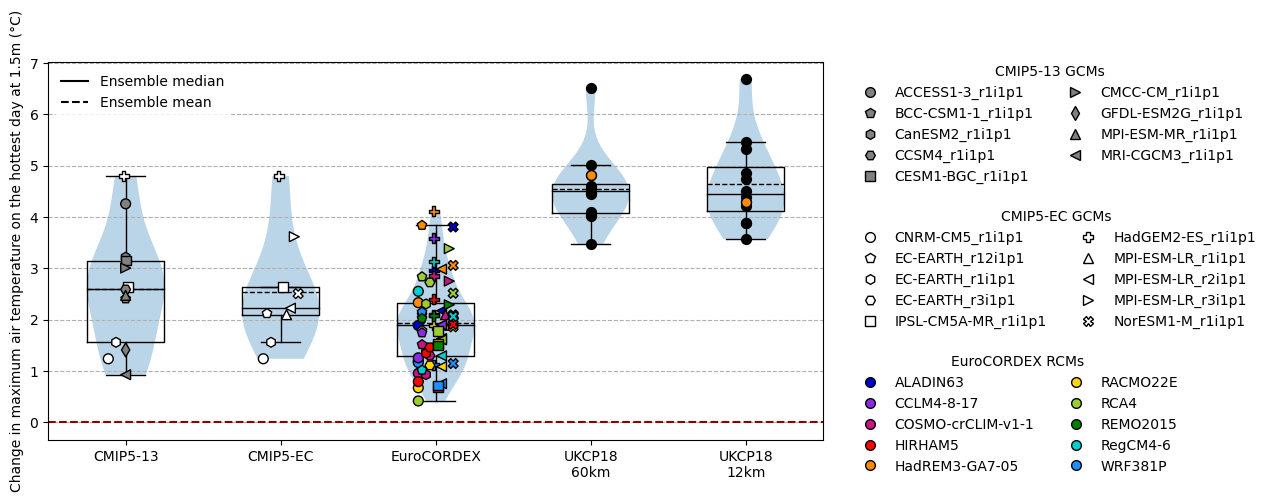 Change in maximum air temperature on the hottest day at 1.5m (°C)
7
6
5
4
3
2
1
0
Ensemble median
Ensemble mean
CMIP5-13
CMIP5-EC
EuroCORDEX
UKCP18
60km
UKCP18
12km
CMIP5-13 GCMs
ACCESS1-3_r1i1p1
BCC-CSM1-1_r1i1p1
CanESM2_r1i1p1
CCSM4_r1i1p1
CESM1-BGC_r1i1p1
CMCC-CM_r1i1p1
GFDL-ESM2G_r1i1p1
MPI-ESM-MR_r1i1p1
MRI-CGCM3_r1i1p1
CMIP5-EC GCMs
CNRM-CM5_r1i1p1
EC-EARTH_r12i1p1
EC-EARTH_r1i1p1
EC-EARTH_r3i1p1
IPSL-CM5A-MR_r1i1p1
HadGEM2-ES_r1i1p1
MPI-ESM-LR_r1i1p1
MPI-ESM-LR_r2i1p1
MPI-ESM-LR_r3i1p1
NorESM1-M_r1i1p1
EuroCORDEX RCMs
ALADIN63
CCLM4-8-17
COSMO-crCLIM-v1-1
HIRHAM5
HadREM3-GA7-05
RACMO22E
RCA4
REMO2015
RegCM4-6
WRF381P